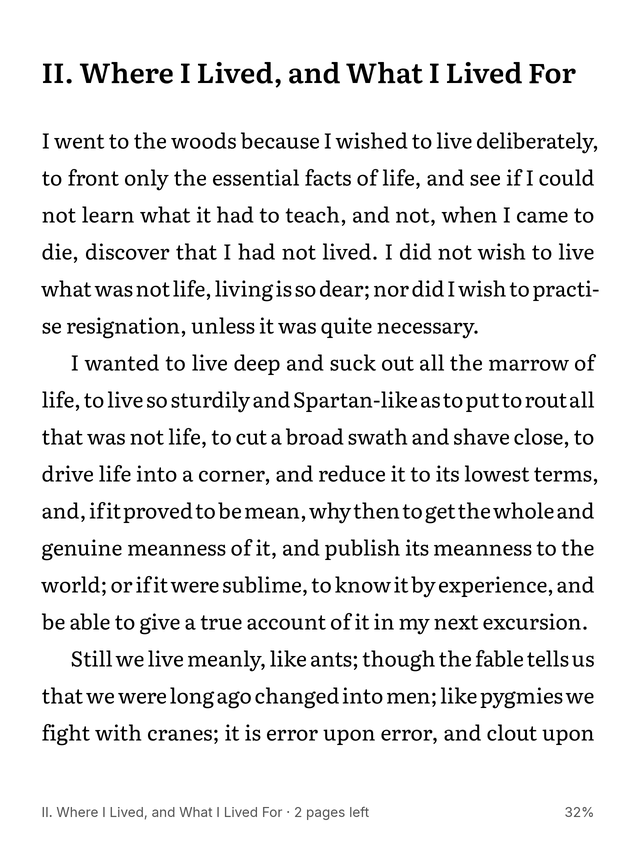 II. Where I Lived, and What I Lived For
I went to the woods because I wished to live deliberately,
to front only the essential facts of life, and see if I could
not learn what it had to teach, and not, when I came to
die, discover that I had not lived. I did not wish to live
what was not life, living is so dear; nor did I wish to practi-
se resignation, unless it was quite necessary.
I wanted to live deep and suck out all the marrow of
life, to live so sturdily and Spartan-like as to put to rout all
that was not life, to cut a broad swath and shave close, to
drive life into a corner, and reduce it to its lowest terms,
and, if it proved to be mean, why then to get the whole and
genuine meanness of it, and publish its meanness to the
world; or if it were sublime, to know it by experience, and
be able to give a true account of it in my next excursion.
Still we live meanly, like ants; though the fable tells us
that we were long ago changed into men; like pygmies we
fight with cranes; it is error upon error, and clout upon
II. Where I Lived, and What I Lived For · 2 pages left 32%